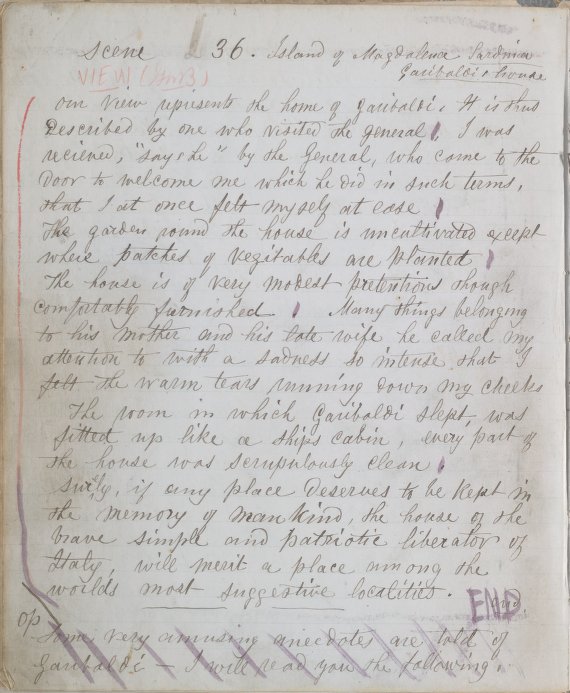 scene 36. Island of Magdalena Sardinia
Garibaldi's house
VIEW
our view represents the home of Garibaldi. It is thus
Described by one who visited the general. I was
recieved, "says he" by the General, who came to the
Door to welcome me which he did in such terms,
that I at once felt myself at ease
The garden round the house is uncultivated except
where patches of vegitables are planted
The house is of very modest pretentions though
comfortably furnished Many things belonging
to his mother and his late wife he called my
attention to with a sadness so intense that I
felt the warm tears running down my cheeks
The room in which Garibaldi slept, was
fitted up like a ships cabin, every part of
the house was scrupulously clean.
surely, if any place deserves to be kept in
the memory of mankind, the house of the
brave simple and patriotic liberator of
Italy, will merit a place among the
worlds most suggestive localities.
END
op
Some very amusing anecdotes are told of
Garibaldi — I will read you the following.